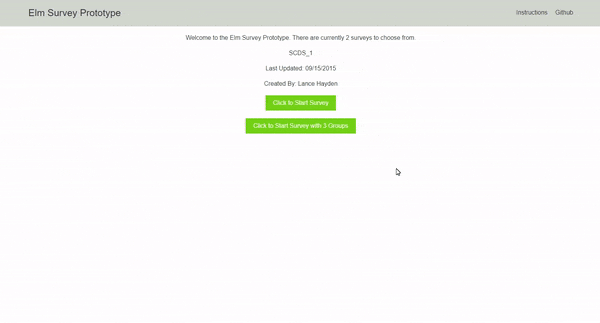 Elm Survey Prototype
Instructions Github
Welcome to the Elm Survey Prototype. There are currently 2 surveys to choose from.
SCDS_1
Last Updated: 09/15/2015
Created By: Lance Hayden
Click to Start Survey
Click to Start Survey with 3 Groups